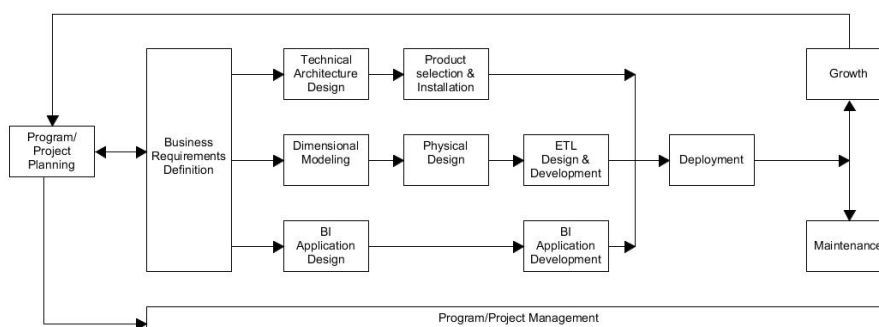 Technical
Architecture
Design
Product
selection &
Installation
Growth
Program/
Project
Planning
Business
Requirements
Definition
Dimensional
Modeling
Physical
Design
ETL
Design &
Development
Deployment
BI
Application
Design
BI
Application
Development
Maintenance
Program/Project Management